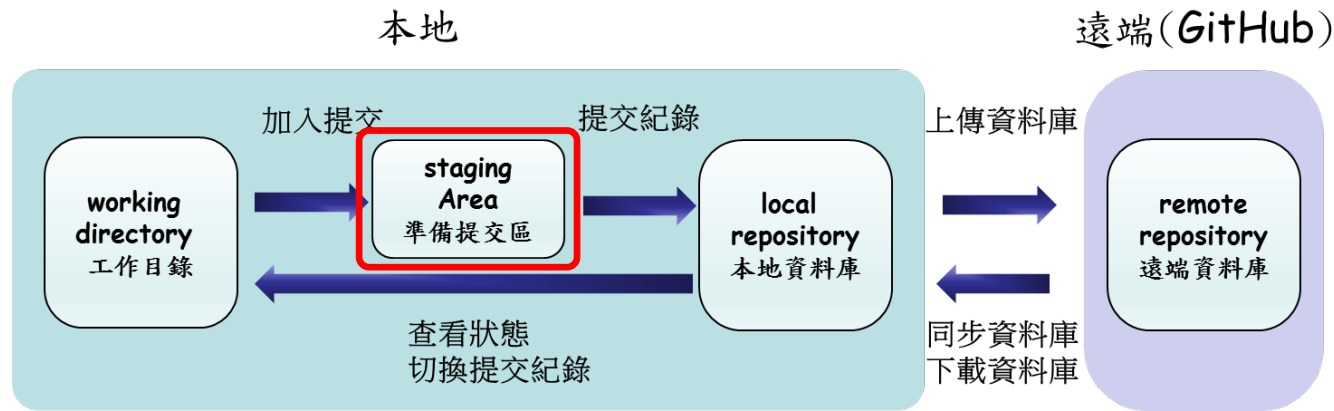 本地
遠端(GitHub)
加入提交
提交紀錄
上傳資料庫
working
directory
工作目錄
staging
Area
準備提交區
local
repository
本地資料庫
remote
repository
遠端資料庫
查看狀態
切換提交紀錄
同步資料庫
下載資料庫